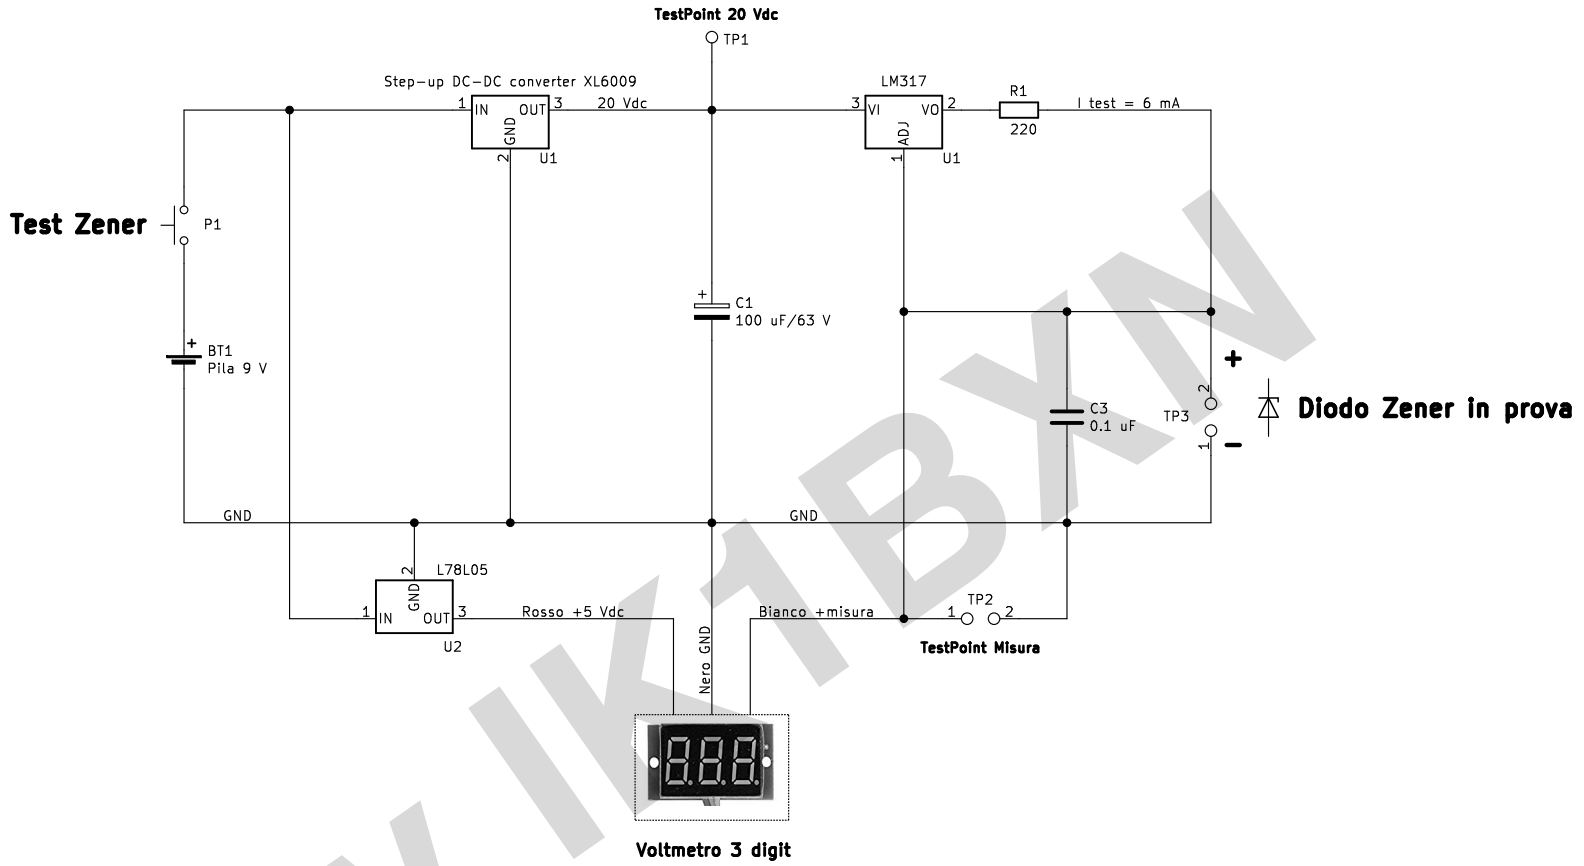 TestPoint 20 Vdc
TP1
Step-up DC-DC converter XL6009
1 IN OUT 3
GND
2
U1
20 Vdc
LM317
3 VI VO 2
ADJ
1
U1
R1
220
I test = 6 mA
Test Zener
P1
+
BT1
Pila 9 V
+
C1
100 uF/63 V
+
2
TP3
1
-
Diodo Zener in prova
C3
0.1 uF
GND
GND
L78L05
2
GND
1 IN OUT 3
U2
Rosso +5 Vdc
Nero GND
Bianco +misura
TP2
1 2
TestPoint Misura
8.8.8.
Voltmetro 3 digit
IK1BXN